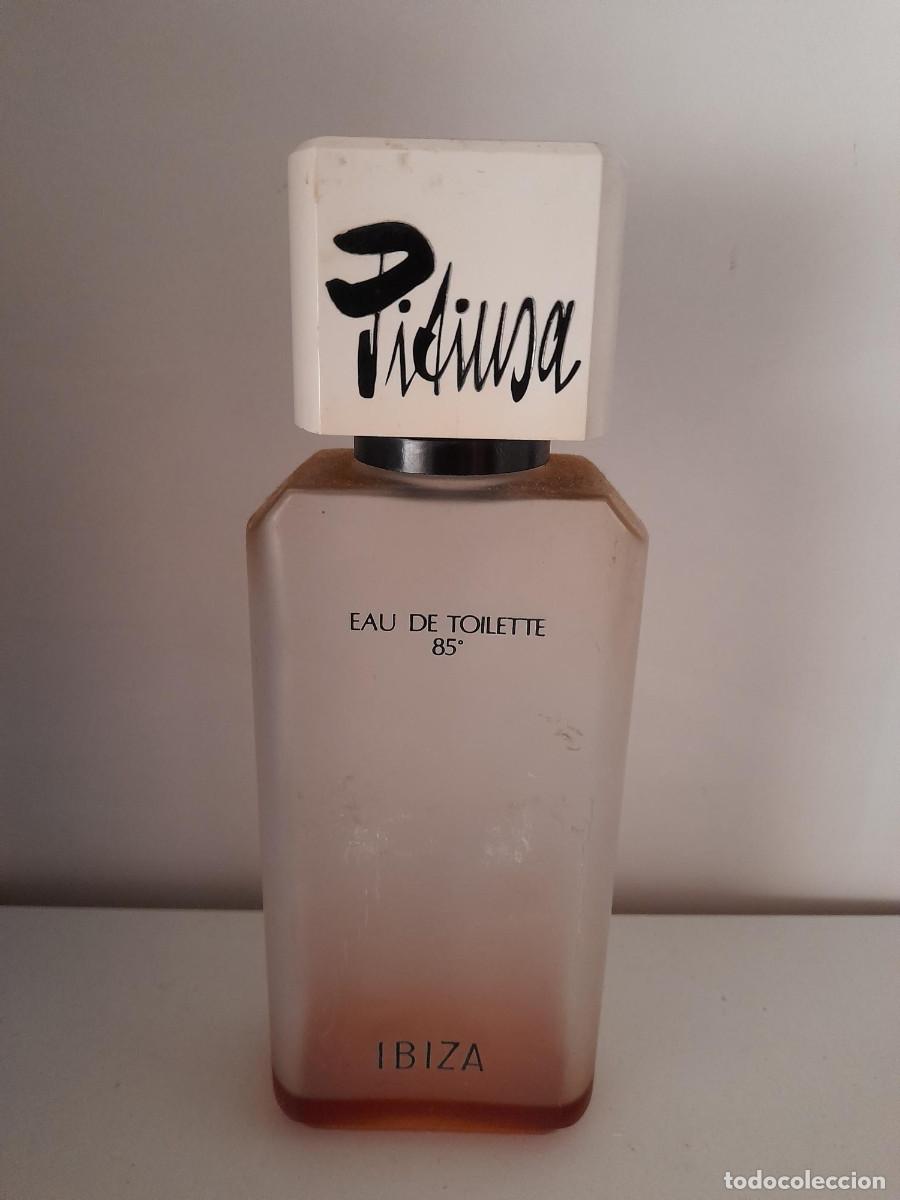 Pitiusa
EAU DE TOILETTE
85°
IBIZA
todocoleccion